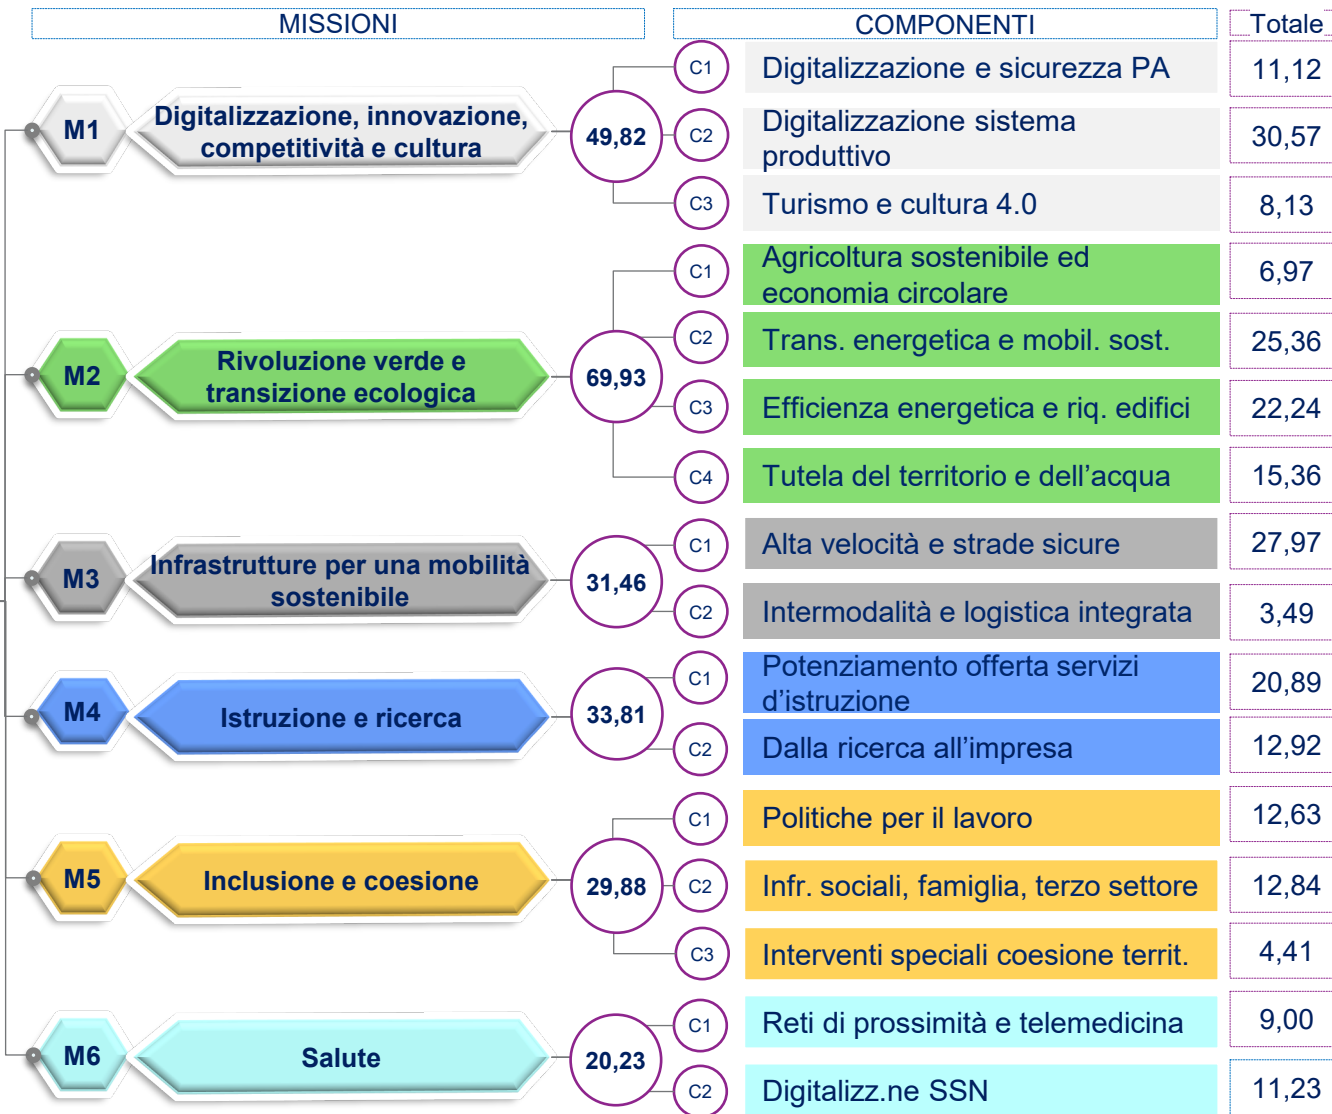 MISSIONI
COMPONENTI
Totale
M1
Digitalizzazione, innovazione,
competitività e cultura
49,82
C1
Digitalizzazione e sicurezza PA
11,12
C2
Digitalizzazione sistema
produttivo
30,57
C3
Turismo e cultura 4.0
8,13
M2
Rivoluzione verde e
transizione ecologica
69,93
C1
Agricoltura sostenibile ed
economia circolare
6,97
C2
Trans. energetica e mobil. sost.
25,36
C3
Efficienza energetica e riq. edifici
22,24
C4
Tutela del territorio e dell’acqua
15,36
M3
Infrastrutture per una mobilità
sostenibile
31,46
C1
Alta velocità e strade sicure
27,97
C2
Intermodalità e logistica integrata
3,49
M4
Istruzione e ricerca
33,81
C1
Potenziamento offerta servizi
d’istruzione
20,89
C2
Dalla ricerca all’impresa
12,92
M5
Inclusione e coesione
29,88
C1
Politiche per il lavoro
12,63
C2
Infr. sociali, famiglia, terzo settore
12,84
C3
Interventi speciali coesione territ.
4,41
M6
Salute
20,23
C1
Reti di prossimità e telemedicina
9,00
C2
Digitalizz.ne SSN
11,23